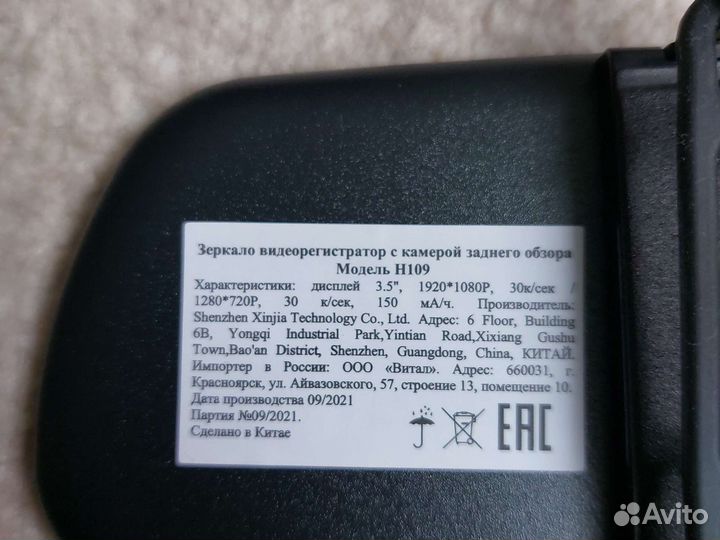 Зеркало видеорегистратор с камерой заднего обзора
Модель H109
Характеристики: дисплей 3.5", 1920*1080P, 30к/сек /
1280*720P, 30 к/сек, 150 мА/ч. Производитель:
Shenzhen Xinjia Technology Co., Ltd. Адрес: 6 Floor, Building
6B, Yongqi Industrial Park,Yintian Road,Xixiang Gushu
Town,Bao'an District, Shenzhen, Guangdong, China, КИТАЙ.
Импортер в России: ООО «Витал». Адрес: 660031, г.
Красноярск, ул. Айвазовского, 57, строение 13, помещение 10.
Дата производства 09/2021
Партия №09/2021.
Сделано в Китае
EAC
Avito